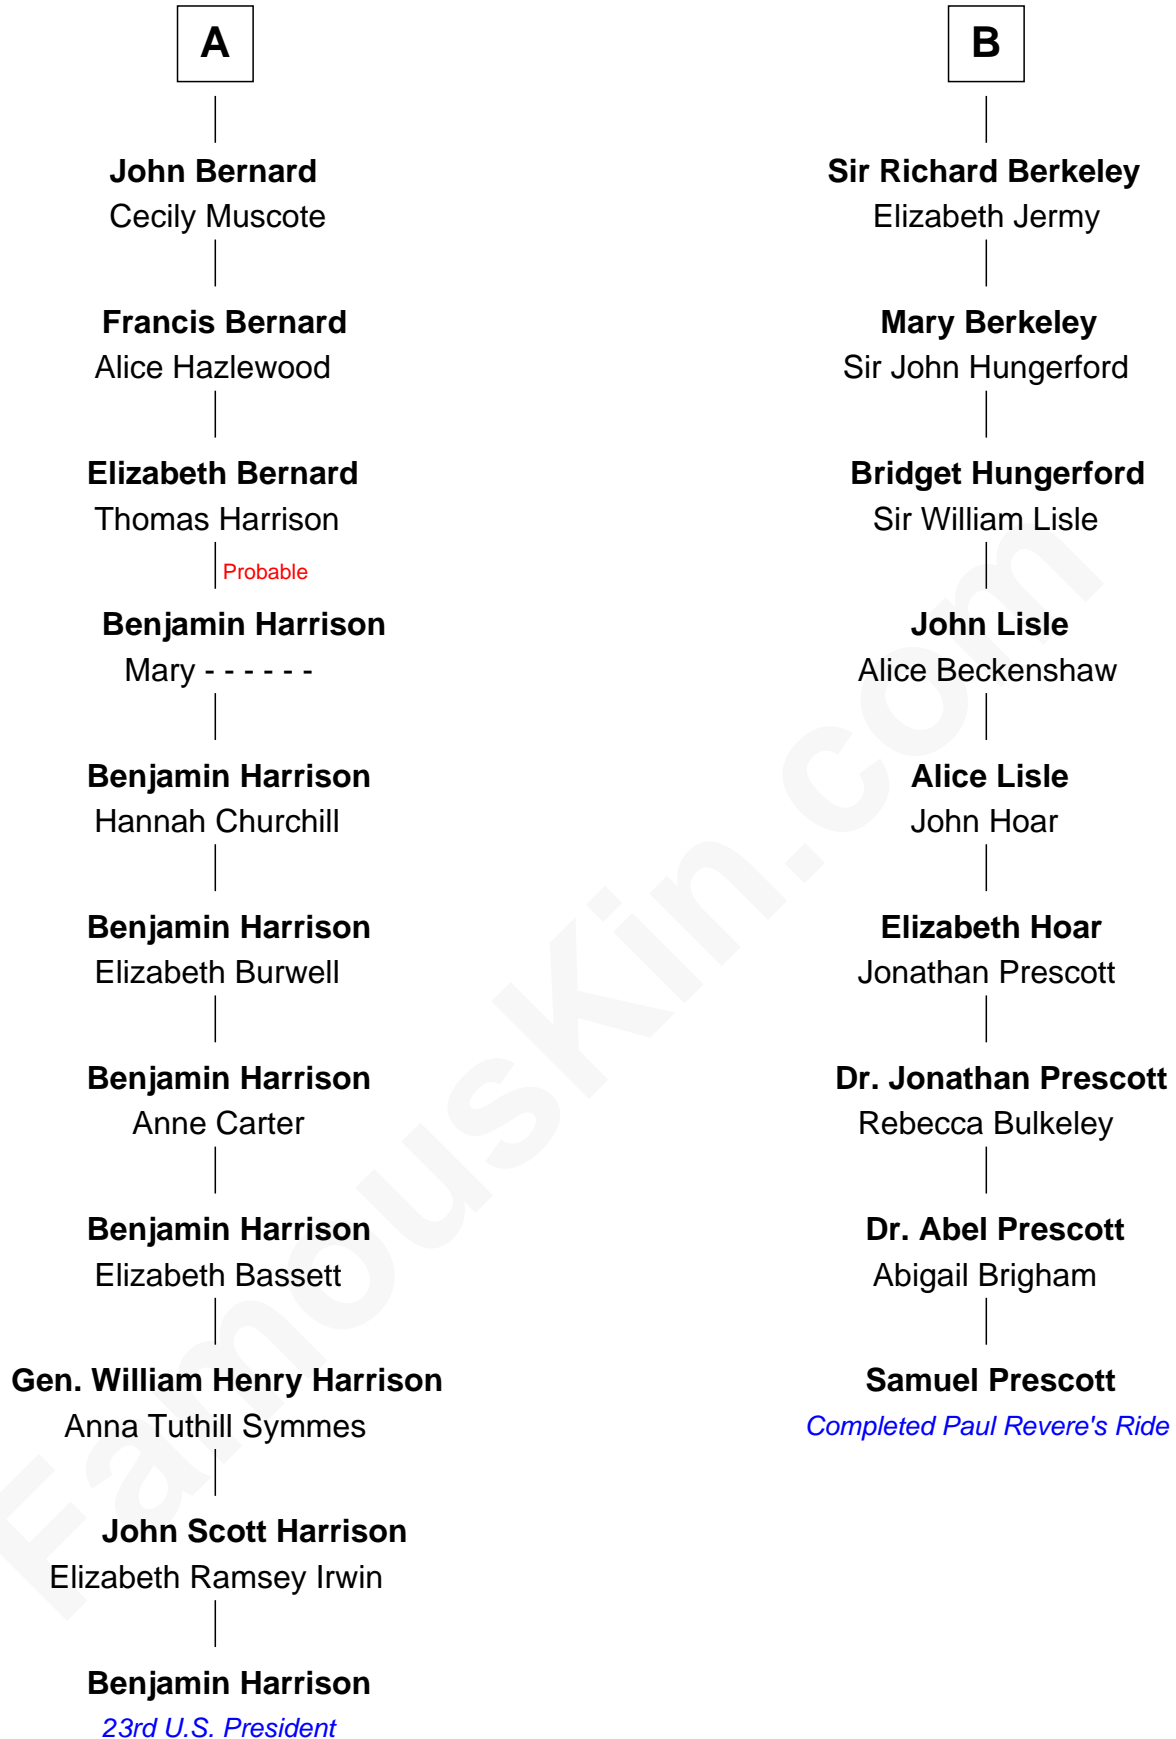 A
John Bernard
Cecily Muscote
Francis Bernard
Alice Hazlewood
Elizabeth Bernard
Thomas Harrison
Probable
Benjamin Harrison
Mary - - - - - -
Benjamin Harrison
Hannah Churchill
Benjamin Harrison
Elizabeth Burwell
Benjamin Harrison
Anne Carter
Benjamin Harrison
Elizabeth Bassett
Gen. William Henry Harrison
Anna Tuthill Symmes
John Scott Harrison
Elizabeth Ramsey Irwin
Benjamin Harrison
23rd U.S. President
B
Sir Richard Berkeley
Elizabeth Jermy
Mary Berkeley
Sir John Hungerford
Bridget Hungerford
Sir William Lisle
John Lisle
Alice Beckenshaw
Alice Lisle
John Hoar
Elizabeth Hoar
Jonathan Prescott
Dr. Jonathan Prescott
Rebecca Bulkeley
Dr. Abel Prescott
Abigail Brigham
Samuel Prescott
Completed Paul Revere's Ride
FamousKin.com